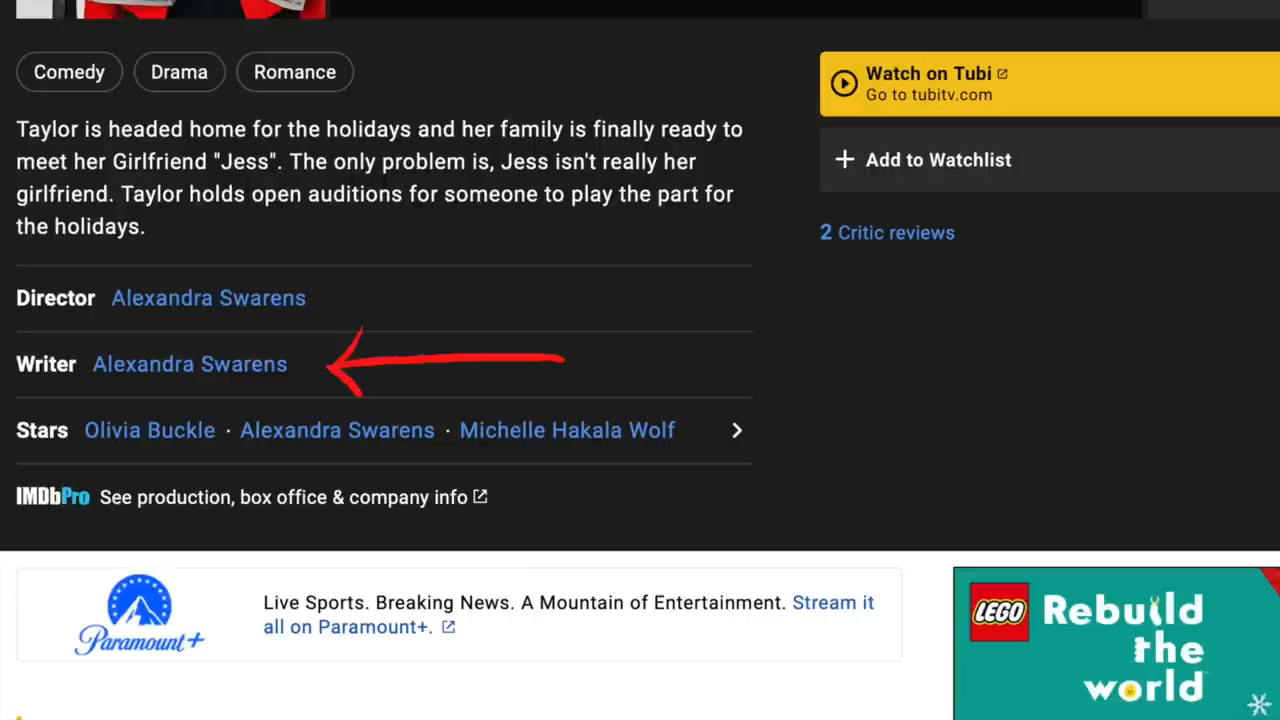 Comedy Drama Romance
Watch on Tubi
Go to tubitv.com
Taylor is headed home for the holidays and her family is finally ready to
meet her Girlfriend "Jess". The only problem is, Jess isn't really her
girlfriend. Taylor holds open auditions for someone to play the part for
the holidays.
Add to Watchlist
2 Critic reviews
Director Alexandra Swarens
Writer Alexandra Swarens
Stars Olivia Buckle · Alexandra Swarens · Michelle Hakala Wolf
IMDbPro See production, box office & company info
Paramount+
Live Sports. Breaking News. A Mountain of Entertainment. Stream it
all on Paramount+.
LEGO
Rebuild
the
world